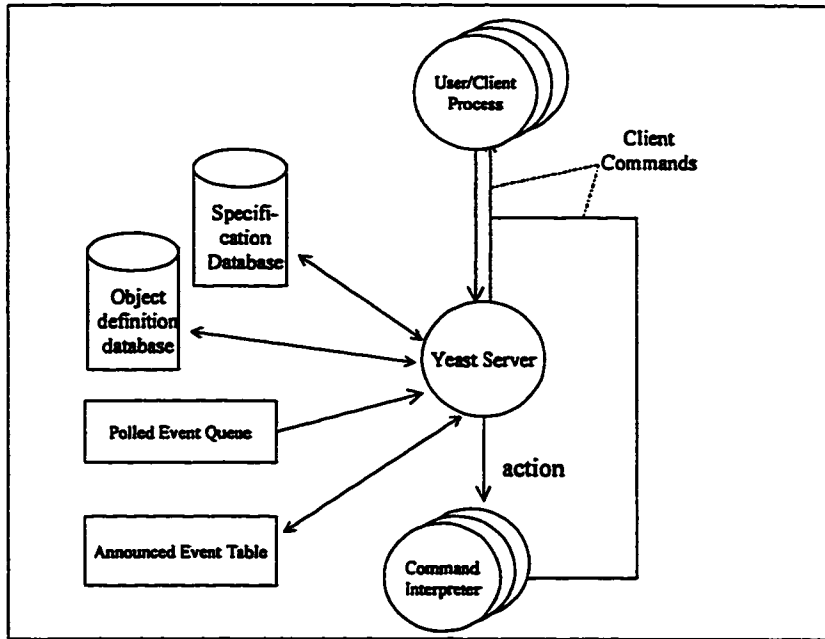 User/Client
Process
Client
Commands
Specifi-
cation
Database
Object
definition
database
Yeast Server
Polled Event Queue
action
Announced Event Table
Command
Interpreter